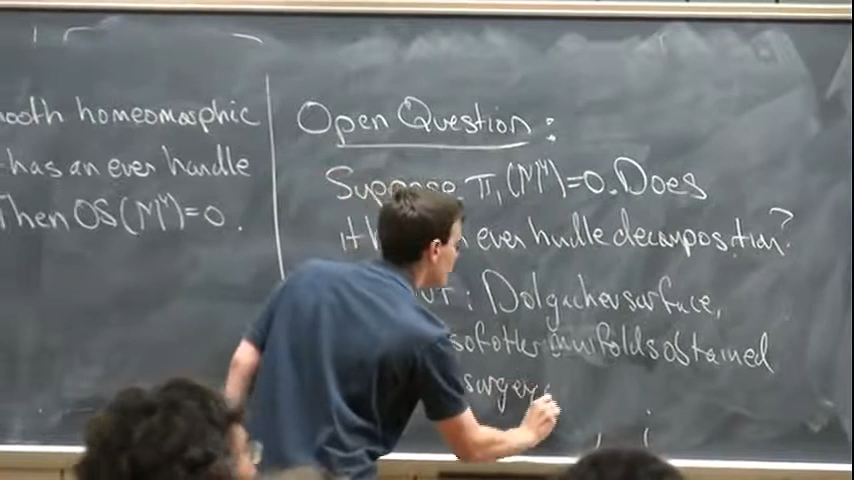 smooth homeomorphic
has an even handle
Then OS(M⁴)=0.
Open Question:
Suppose π₁(M⁴)=0. Does
it an even handle decomposition?
: Dolgachev surface,
s of other manifolds obtained
surgery